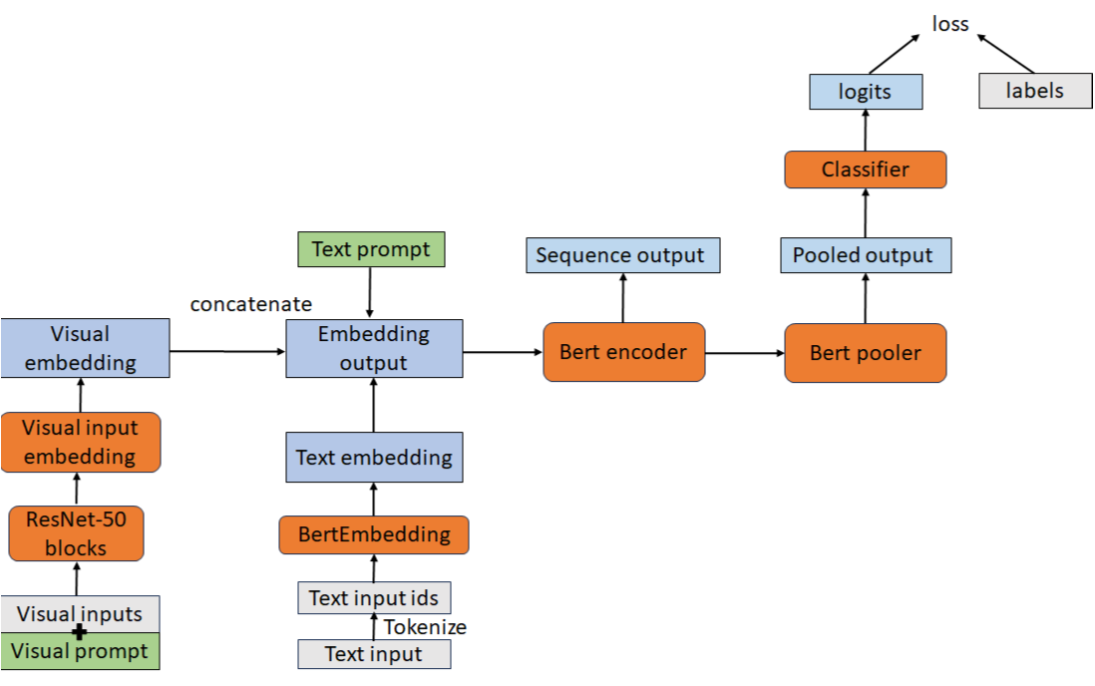 loss
logits
labels
Classifier
Text prompt
Sequence output
Pooled output
concatenate
Visual
embedding
Embedding
output
Bert encoder
Bert pooler
Visual input
embedding
Text embedding
ResNet-50
blocks
BertEmbedding
Visual inputs
+
Visual prompt
Text input ids
Tokenize
Text input